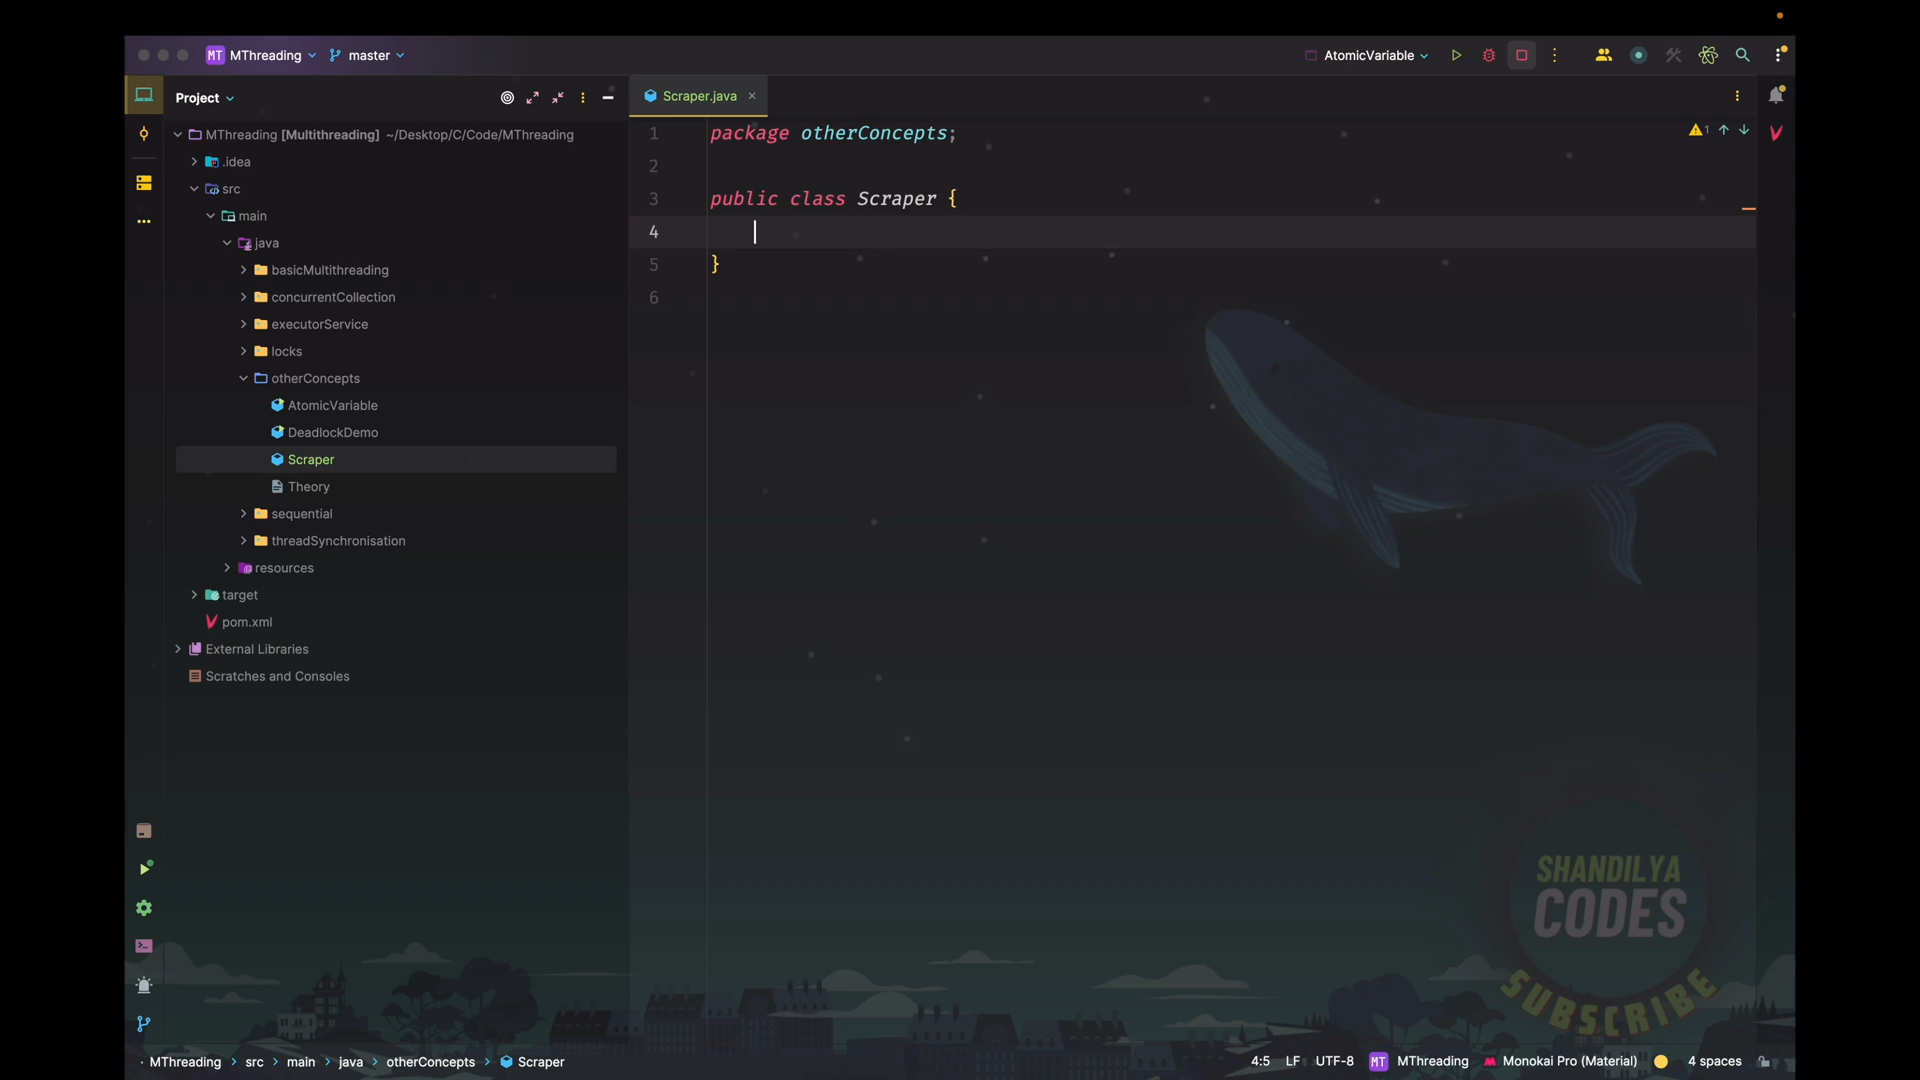 MT MThreading master AtomicVariable
Project
Scraper.java
MThreading [Multithreading] ~/Desktop/C/Code/MThreading
.idea
src
main
java
basicMultithreading
concurrentCollection
executorService
locks
otherConcepts
AtomicVariable
DeadlockDemo
Scraper
Theory
sequential
threadSynchronisation
resources
target
pom.xml
External Libraries
Scratches and Consoles
1 package otherConcepts;
2
3 public class Scraper {
4
5 }
6
1
SHANDILYA
CODES
SUBSCRIBE
MThreading > src > main > java > otherConcepts > Scraper
4:5 LF UTF-8 MT MThreading Monokai Pro (Material) 4 spaces